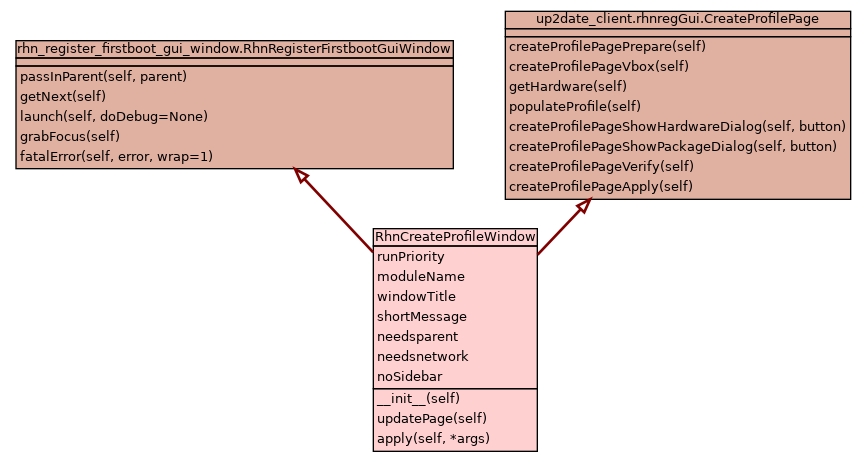 rhn_register_firstboot_gui_window.RhnRegisterFirstbootGuiWindow
passInParent(self, parent)
getNext(self)
launch(self, doDebug=None)
grabFocus(self)
fatalError(self, error, wrap=1)
up2date_client.rhnregGui.CreateProfilePage
createProfilePagePrepare(self)
createProfilePageVbox(self)
getHardware(self)
populateProfile(self)
createProfilePageShowHardwareDialog(self, button)
createProfilePageShowPackageDialog(self, button)
createProfilePageVerify(self)
createProfilePageApply(self)
RhnCreateProfileWindow
runPriority
moduleName
windowTitle
shortMessage
needsparent
needsnetwork
noSidebar
__init__(self)
updatePage(self)
apply(self, *args)